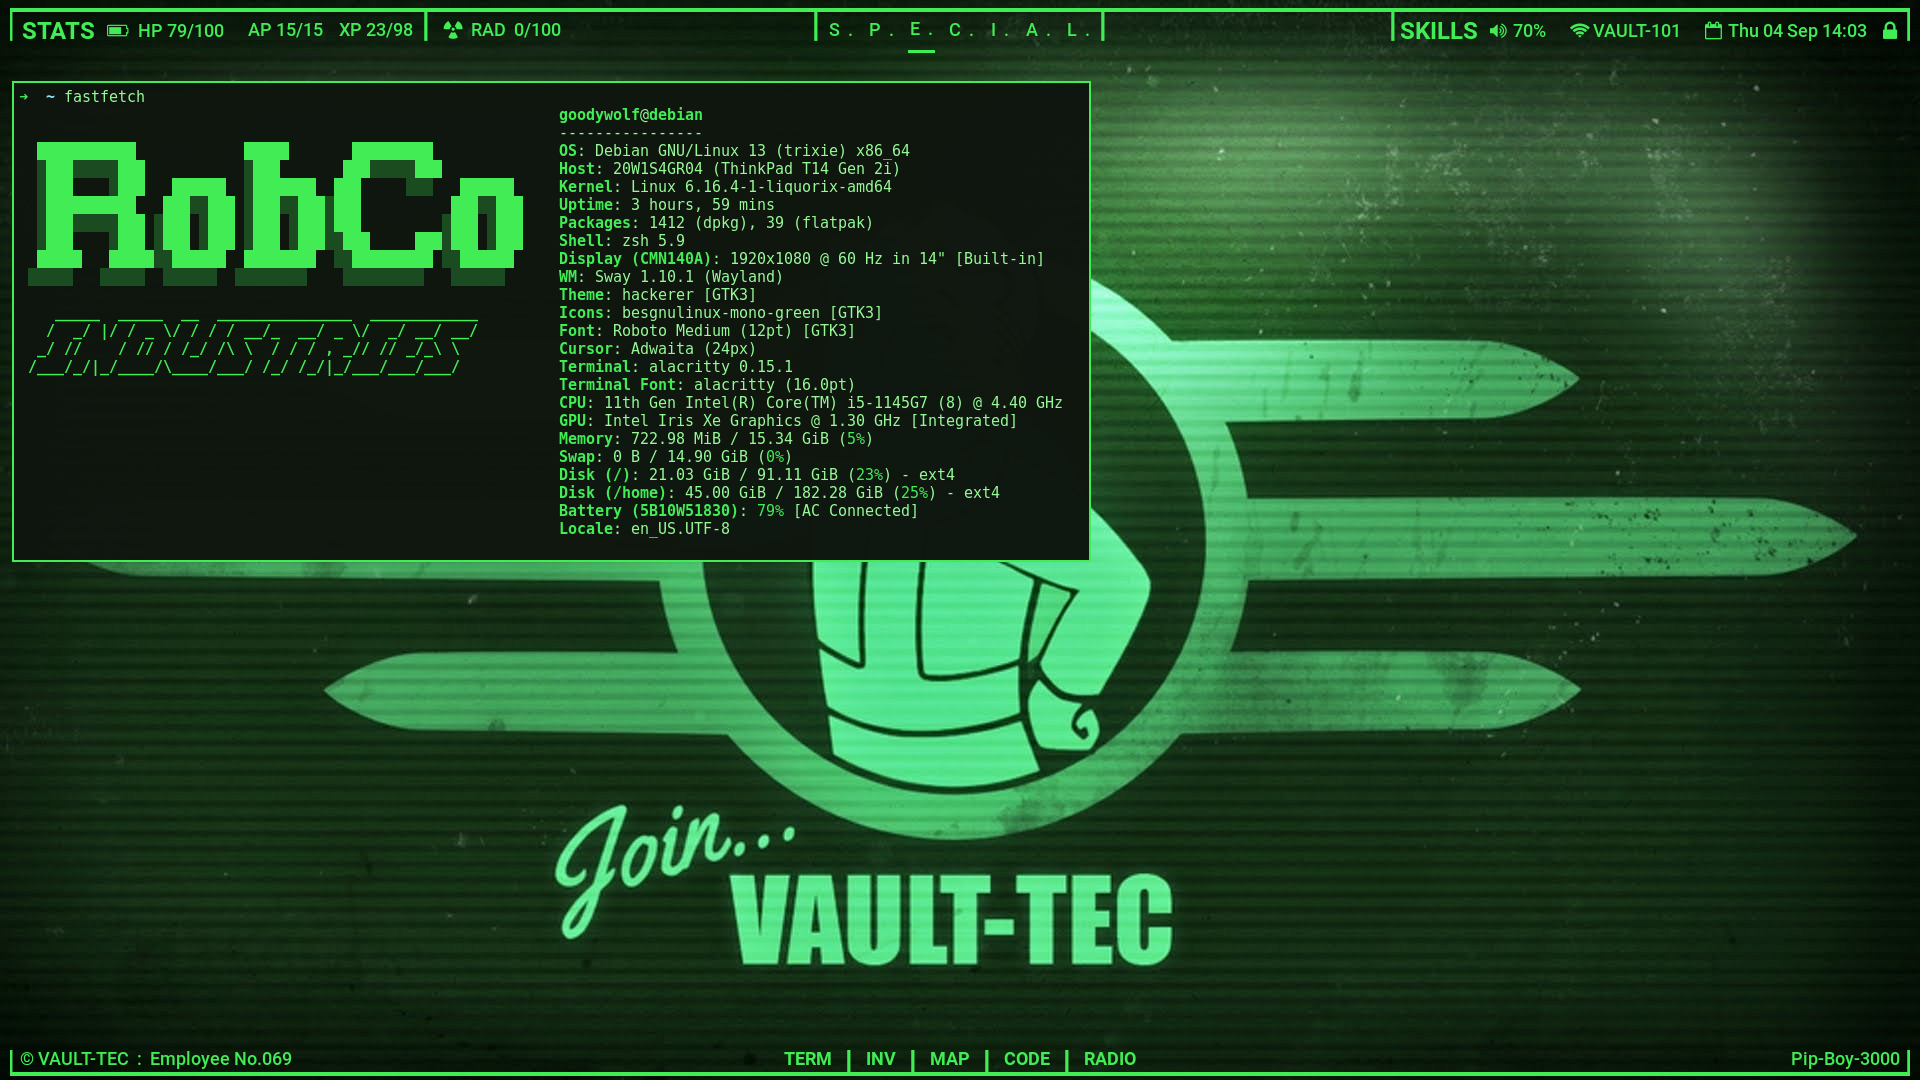 STATS HP 79/100 AP 15/15 XP 23/98 RAD 0/100 S. P. E. C. I. A. L. SKILLS 70% VAULT-101 Thu 04 Sep 14:03
→ ~ fastfetch
RobCo
INDUSTRIES
goodywolf@debian
----------------
OS: Debian GNU/Linux 13 (trixie) x86_64
Host: 20W1S4GR04 (ThinkPad T14 Gen 2i)
Kernel: Linux 6.16.4-1-liquorix-amd64
Uptime: 3 hours, 59 mins
Packages: 1412 (dpkg), 39 (flatpak)
Shell: zsh 5.9
Display (CMN140A): 1920x1080 @ 60 Hz in 14" [Built-in]
WM: Sway 1.10.1 (Wayland)
Theme: hackerer [GTK3]
Icons: besgnulinux-mono-green [GTK3]
Font: Roboto Medium (12pt) [GTK3]
Cursor: Adwaita (24px)
Terminal: alacritty 0.15.1
Terminal Font: alacritty (16.0pt)
CPU: 11th Gen Intel(R) Core(TM) i5-1145G7 (8) @ 4.40 GHz
GPU: Intel Iris Xe Graphics @ 1.30 GHz [Integrated]
Memory: 722.98 MiB / 15.34 GiB (5%)
Swap: 0 B / 14.90 GiB (0%)
Disk (/): 21.03 GiB / 91.11 GiB (23%) - ext4
Disk (/home): 45.00 GiB / 182.28 GiB (25%) - ext4
Battery (5B10W51830): 79% [AC Connected]
Locale: en_US.UTF-8
Join...
VAULT-TEC
© VAULT-TEC : Employee No.069 TERM INV MAP CODE RADIO Pip-Boy-3000